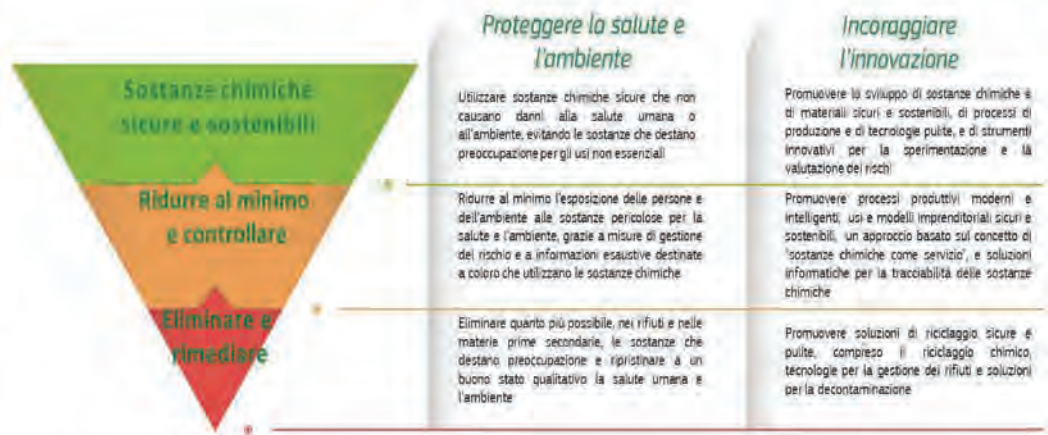 Sostanze chimiche
sicure e sostenibili
Ridurre al minimo
e controllare
Eliminare e
rimediare
Proteggere la salute e
l'ambiente
Utilizzare sostanze chimiche sicure che non
causano danni alla salute umana o
all'ambiente, evitando le sostanze che destano
preoccupazione per gli usi non essenziali
Ridurre al minimo l'esposizione delle persone e
dell'ambiente alle sostanze pericolose per la
salute e l'ambiente, grazie a misure di gestione
del rischio e a informazioni esaustive destinate
a coloro che utilizzano le sostanze chimiche
Eliminare quanto più possibile, nei rifiuti e nelle
materie prime secondarie, le sostanze che
destano preoccupazione e ripristinare a un
buono stato qualitativo la salute umana e
l'ambiente
Incoraggiare
l'innovazione
Promuovere lo sviluppo di sostanze chimiche e
di materiali sicuri e sostenibili, di processi di
produzione e di tecnologie pulite, e di strumenti
innovativi per la sperimentazione e la
valutazione dei rischi
Promuovere processi produttivi moderni e
intelligenti, usi e modelli imprenditoriali sicuri e
sostenibili, un approccio basato sul concetto di
'sostanze chimiche come servizio', e soluzioni
informatiche per la tracciabilità delle sostanze
chimiche
Promuovere soluzioni di riciclaggio sicure e
pulite, compreso il riciclaggio chimico,
tecnologie per la gestione dei rifiuti e soluzioni
per la decontaminazione